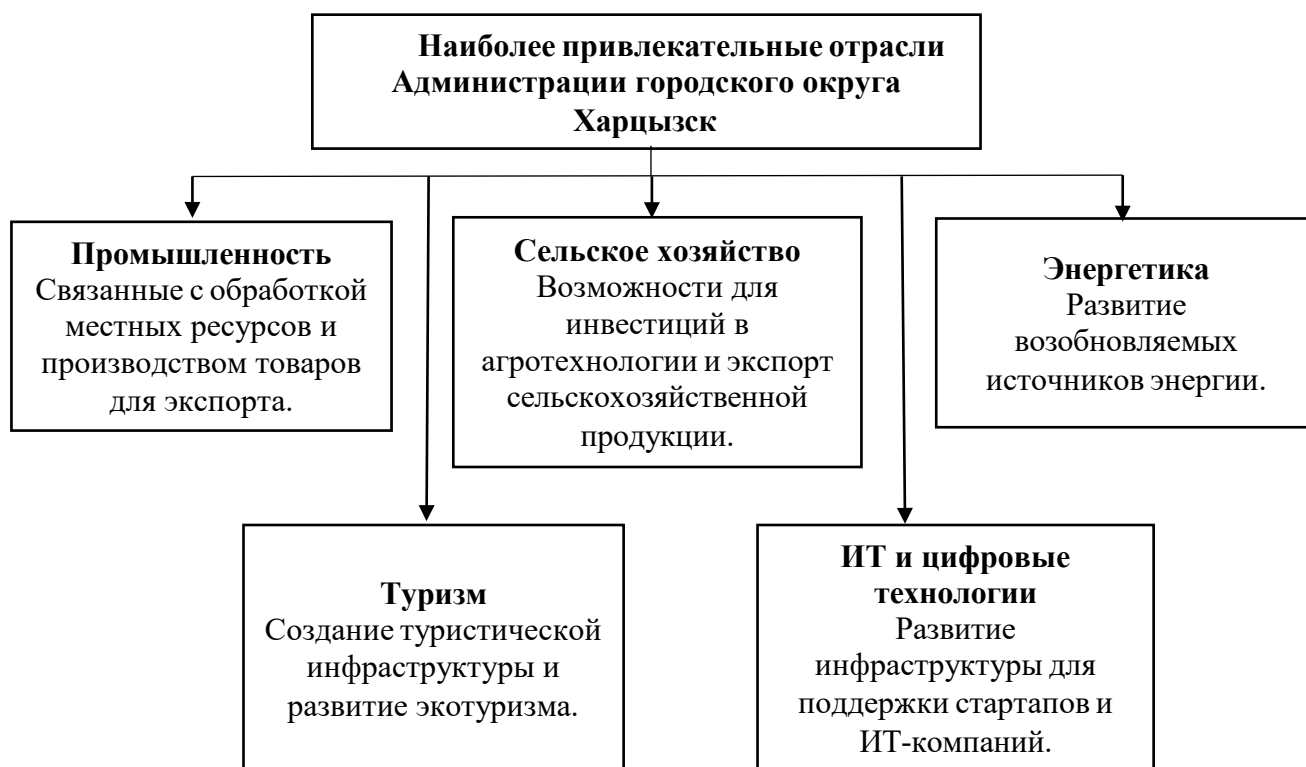 Наиболее привлекательные отрасли
Администрации городского округа
Харцызск
Промышленность
Связанные с обработкой
местных ресурсов и
производством товаров
для экспорта.
Сельское хозяйство
Возможности для
инвестиций в
агротехнологии и экспорт
сельскохозяйственной
продукции.
Энергетика
Развитие
возобновляемых
источников энергии.
Туризм
Создание туристической
инфраструктуры и
развитие экотуризма.
ИТ и цифровые
технологии
Развитие
инфраструктуры для
поддержки стартапов и
ИТ-компаний.